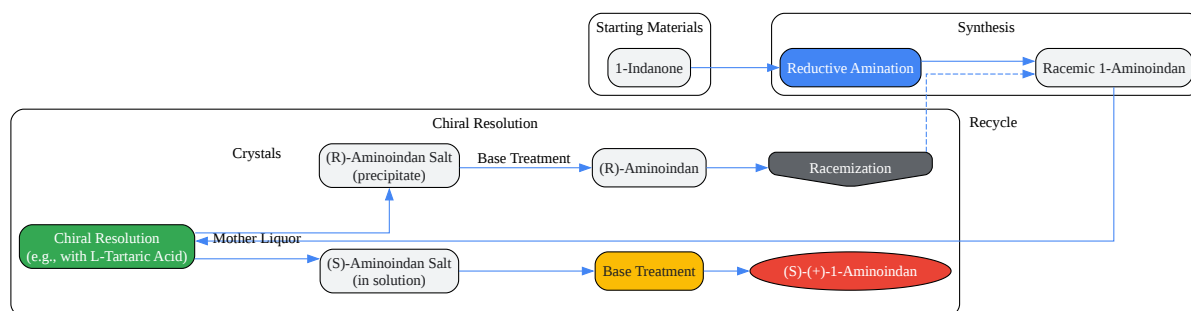 Starting Materials
Synthesis
1-Indanone
Reductive Amination
Racemic 1-Aminoindan
Chiral Resolution
Recycle
Crystals
(R)-Aminoindan Salt
(precipitate)
Base Treatment
(R)-Aminoindan
Racemization
Chiral Resolution
(e.g., with L-Tartaric Acid)
Mother Liquor
(S)-Aminoindan Salt
(in solution)
Base Treatment
(S)-(+)-1-Aminoindan